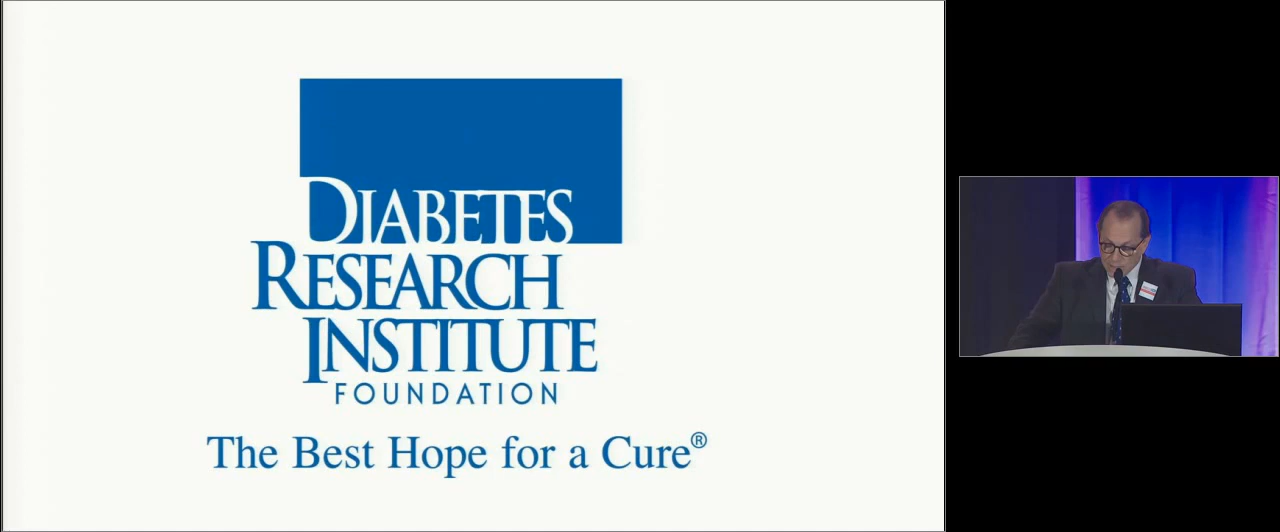 DIABETES
RESEARCH
INSTITUTE
FOUNDATION
The Best Hope for a Cure®